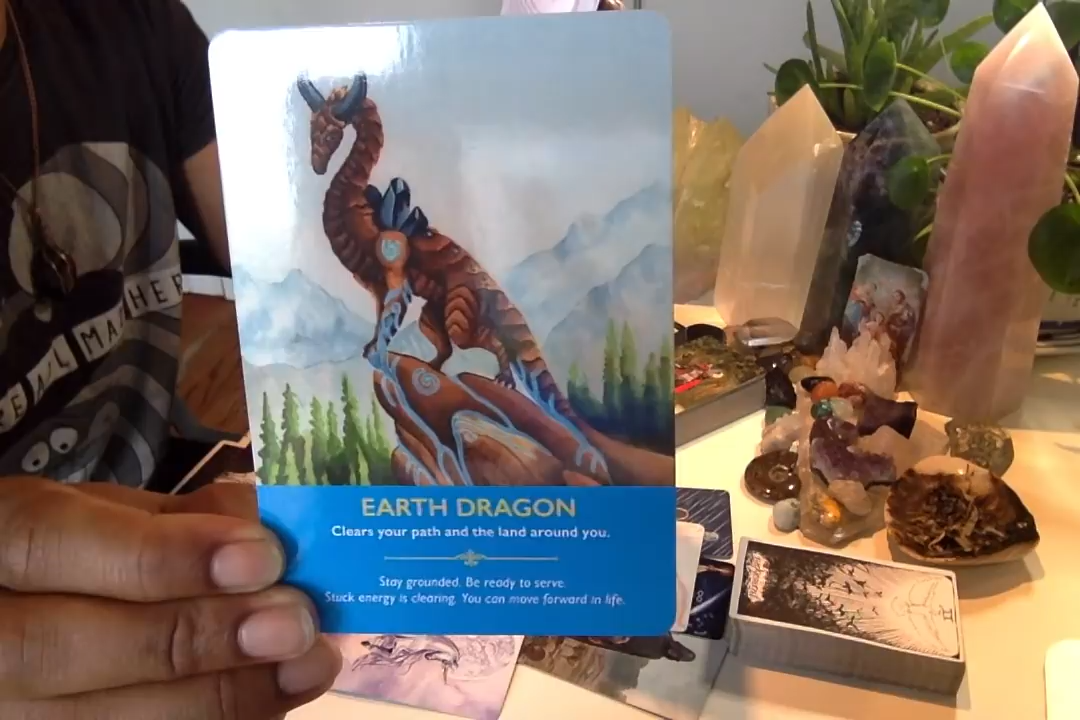 EARTH DRAGON
Clears your path and the land around you.
Stay grounded. Be ready to serve.
Stuck energy is clearing. You can move forward in life.